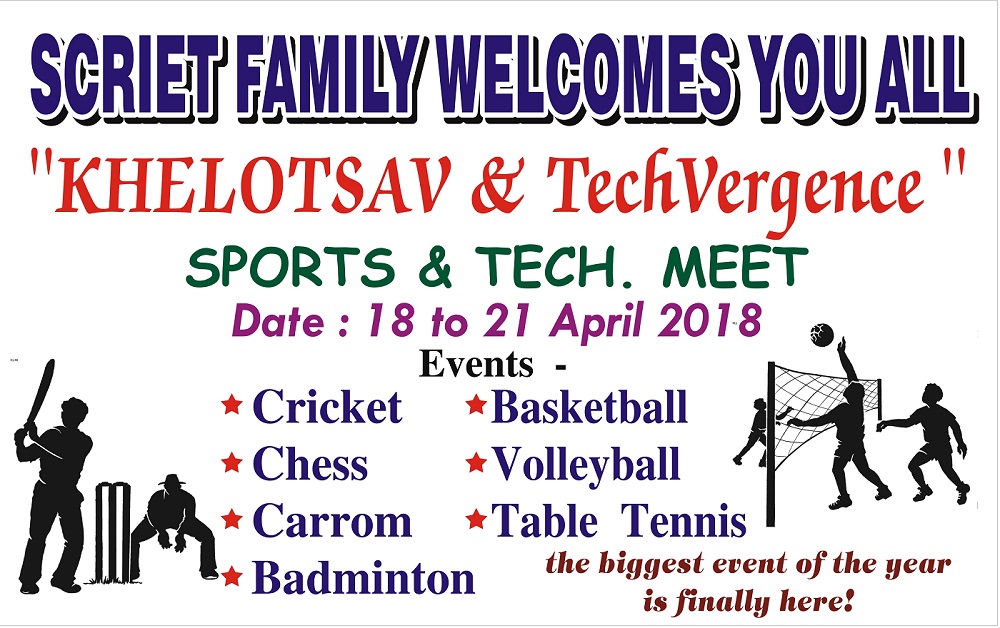 SCRIET FAMILY WELCOMES YOU ALL
"KHELOTSAV & TechVergence "
SPORTS & TECH. MEET
Date : 18 to 21 April 2018
Events -
Cricket
Chess
Carrom
Badminton
Basketball
Volleyball
Table Tennis
the biggest event of the year
is finally here!